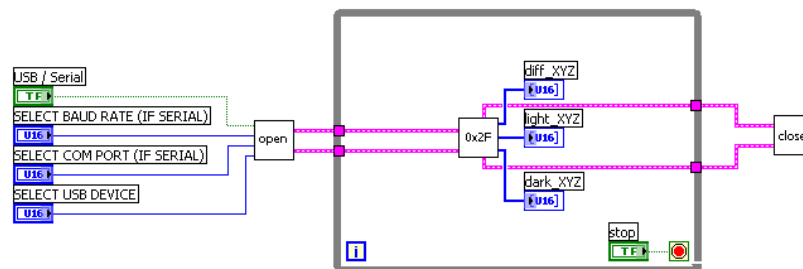 USB / Serial
TF
SELECT BAUD RATE (IF SERIAL)
U16
SELECT COM PORT (IF SERIAL)
U16
SELECT USB DEVICE
U16
open
0x2F
diff_XYZ
U16]
light_XYZ
U16]
dark_XYZ
U16]
i
stop
TF
close